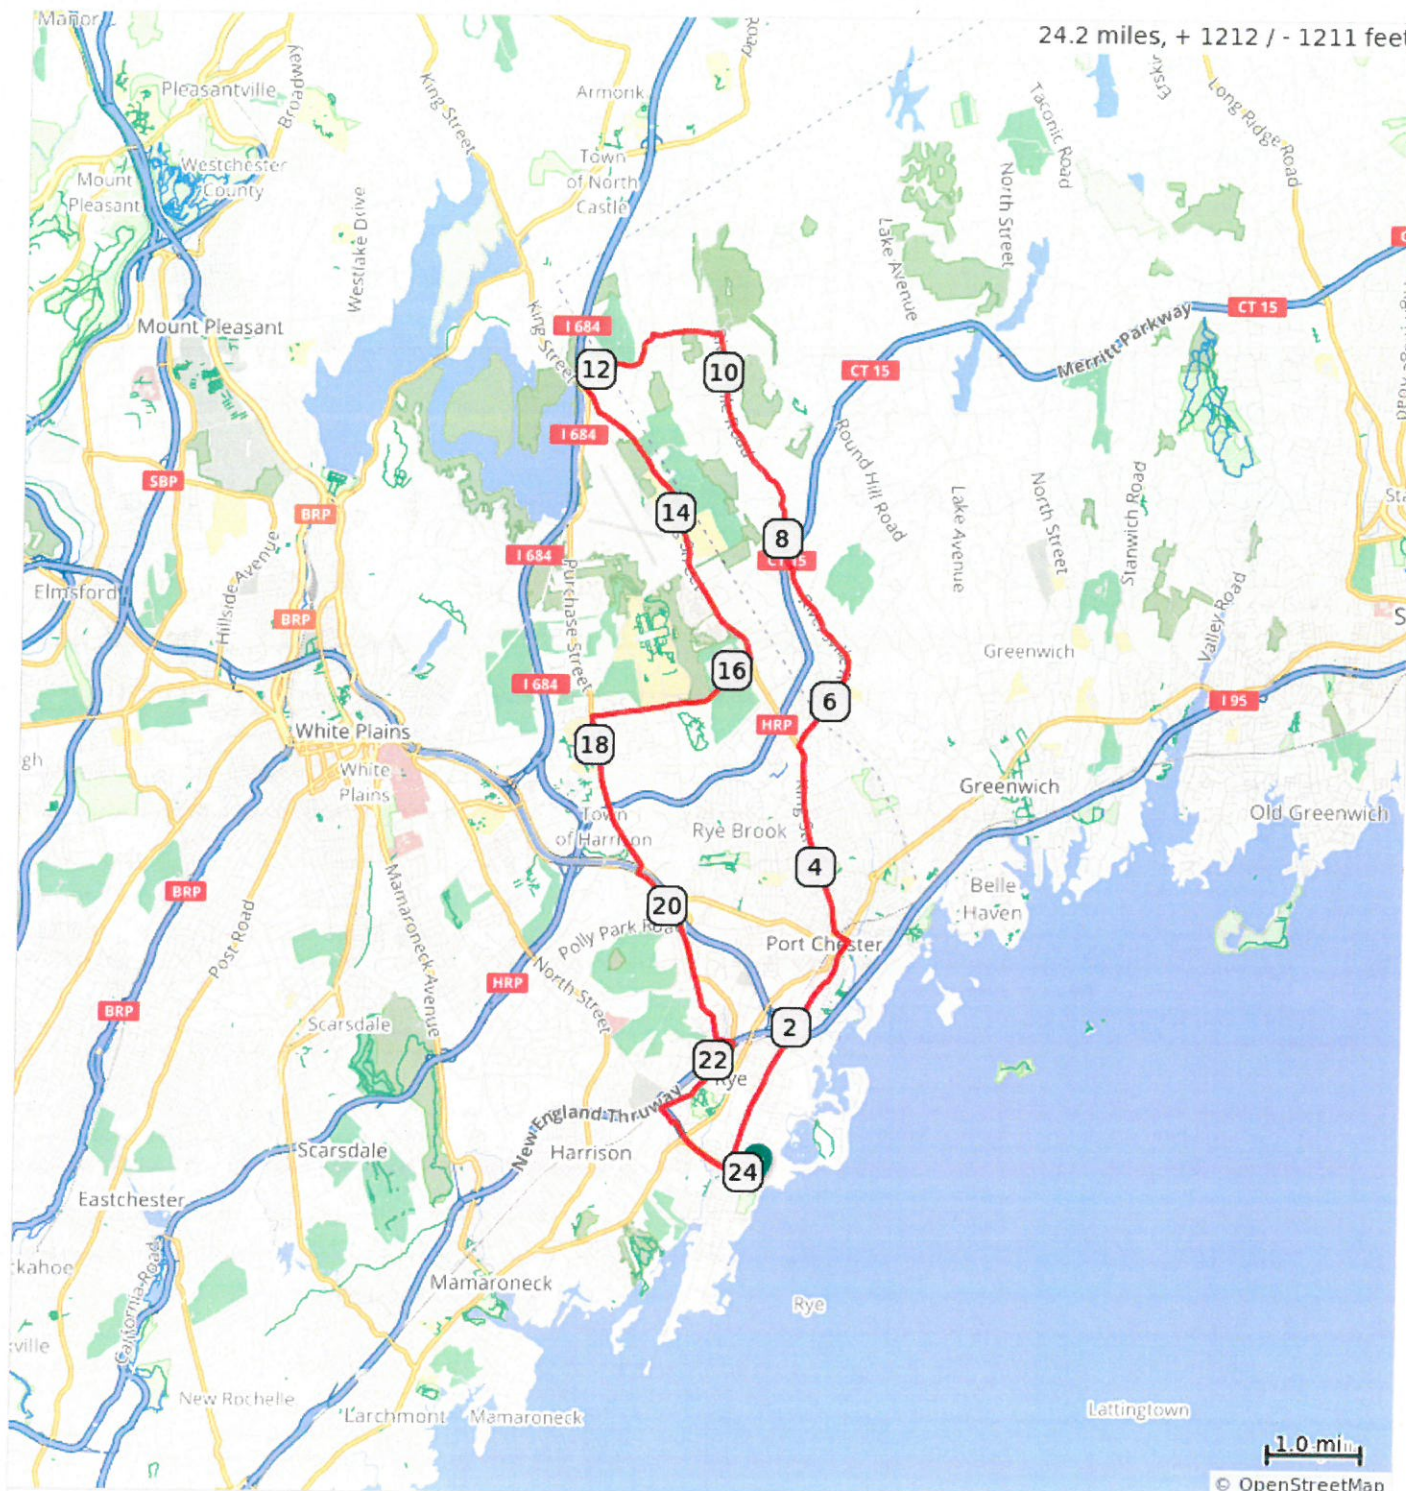 Manor
24.2 miles, + 1212 / - 1211 feet
Pleasantville
Broadway
King Street
Armonk
Road
Taconic Road
Long Ridge Road
Westchester
County
Mount
Pleasant
Town
of North
Castle
Westlake Drive
North Street
Lake Avenue
Mount Pleasant
King Street
I 684
CT 15
Merritt Parkway
12
10
CT 15
I 684
Round Hill Road
SBP
BRP
14
8
CT 15
Lake Avenue
North Street
Stanwich Road
I 684
Hillside Avenue
Elmsford
Purchase Street
BRP
Valley Road
Greenwich
16
I 684
6
I 95
HRP
White Plains
18
White
Plains
Greenwich
Old Greenwich
Town
of Harrison
Rye Brook
4
BRP
Mamaroneck Avenue
Belle
Haven
20
Post Road
Polly Park Road
Port Chester
HRP
North Street
BRP
Scarsdale
2
22
Rye
New England Thruway
Scarsdale
Harrison
24
Eastchester
California Road
Mamaroneck
Rye
New Rochelle
Larchmont
Mamaroneck
Lattingtown
1.0 mi
© OpenStreetMap